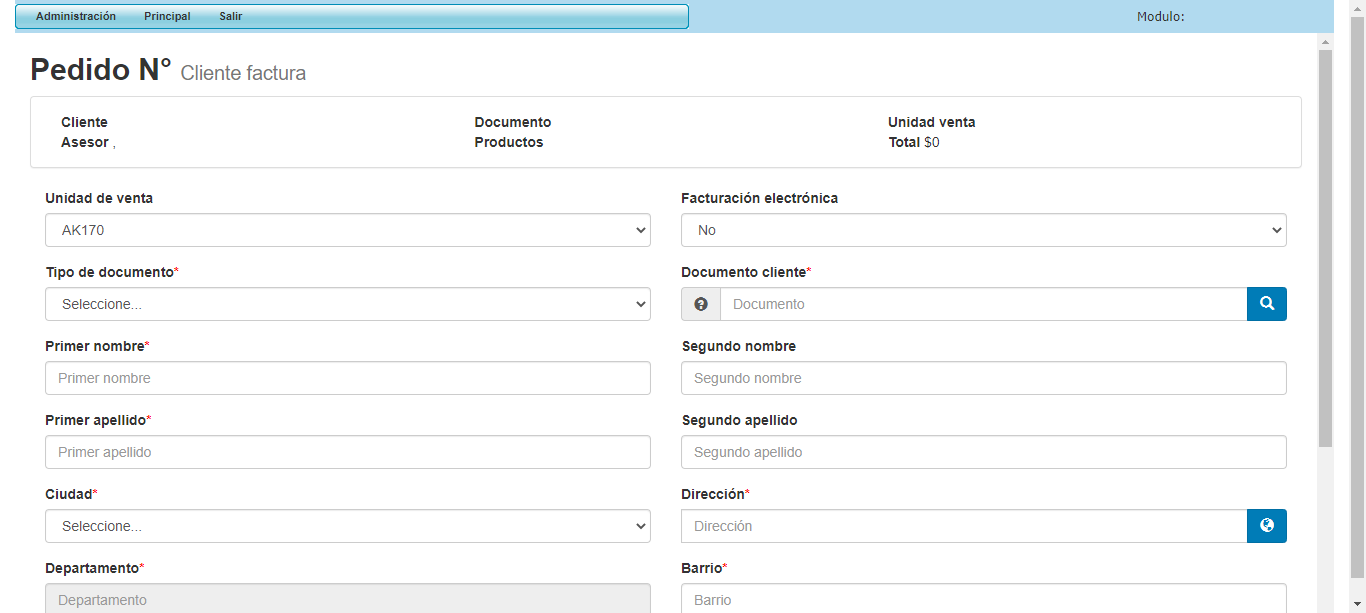 Administración Principal Salir Modulo:
Pedido N° Cliente factura
Cliente Documento Unidad venta
Asesor , Productos Total $0
Unidad de venta Facturación electrónica
AK170 No
Tipo de documento* Documento cliente*
Seleccione... Documento
Primer nombre* Segundo nombre
Primer nombre Segundo nombre
Primer apellido* Segundo apellido
Primer apellido Segundo apellido
Ciudad* Dirección*
Seleccione... Dirección
Departamento* Barrio*
Departamento Barrio